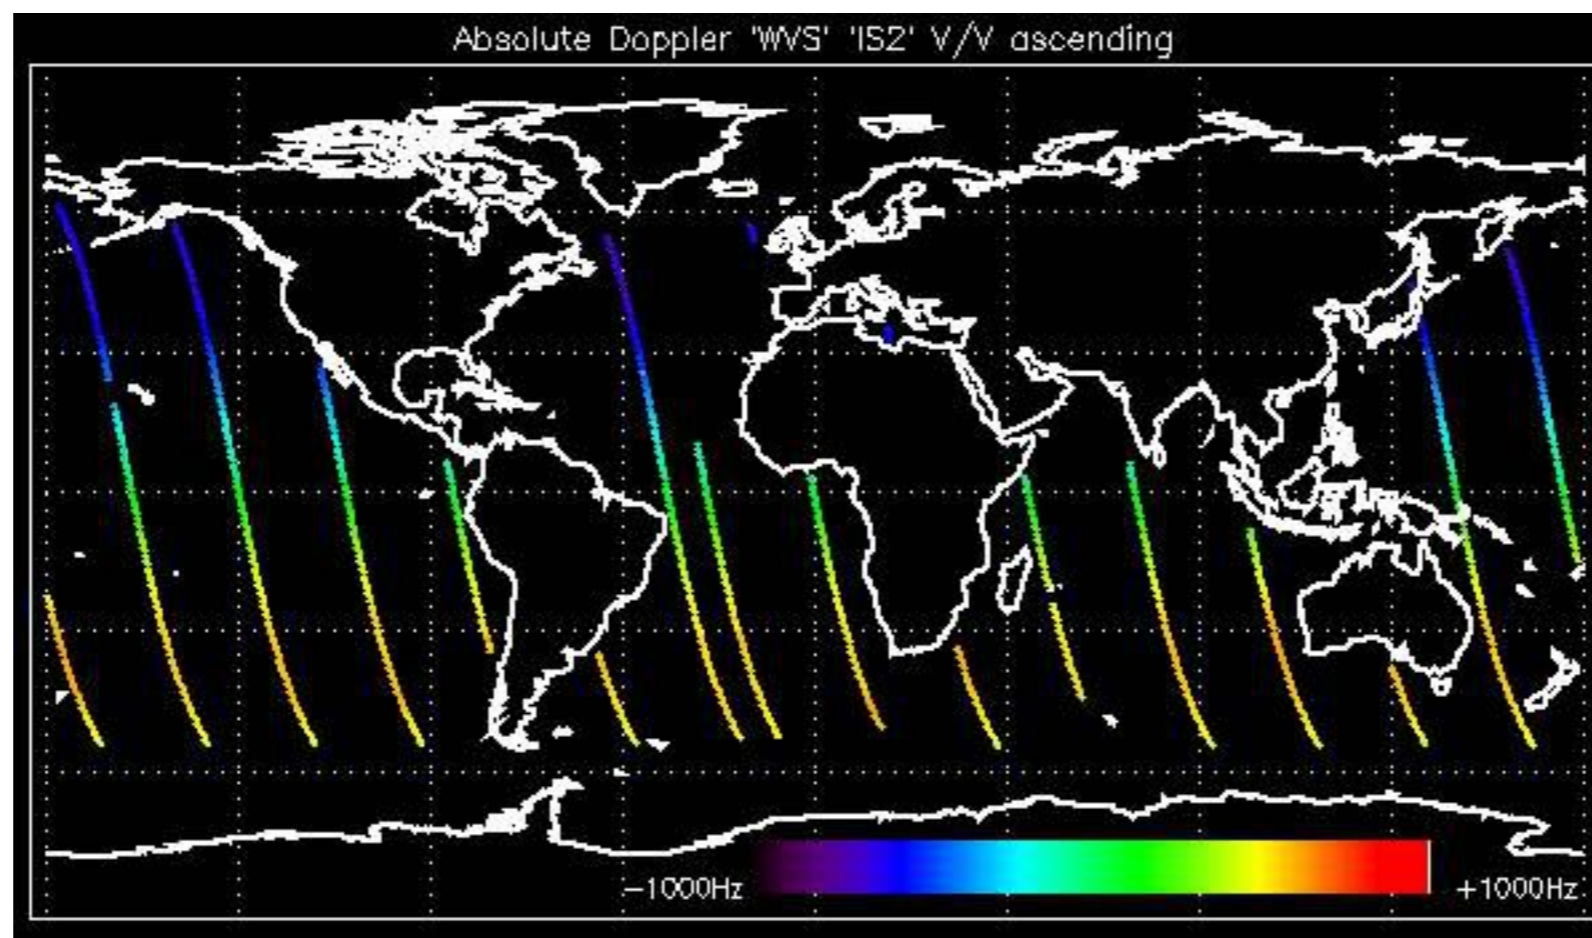 Absolute Doppler 'WVS' 'IS2' V/V ascending
−1000Hz
+1000Hz